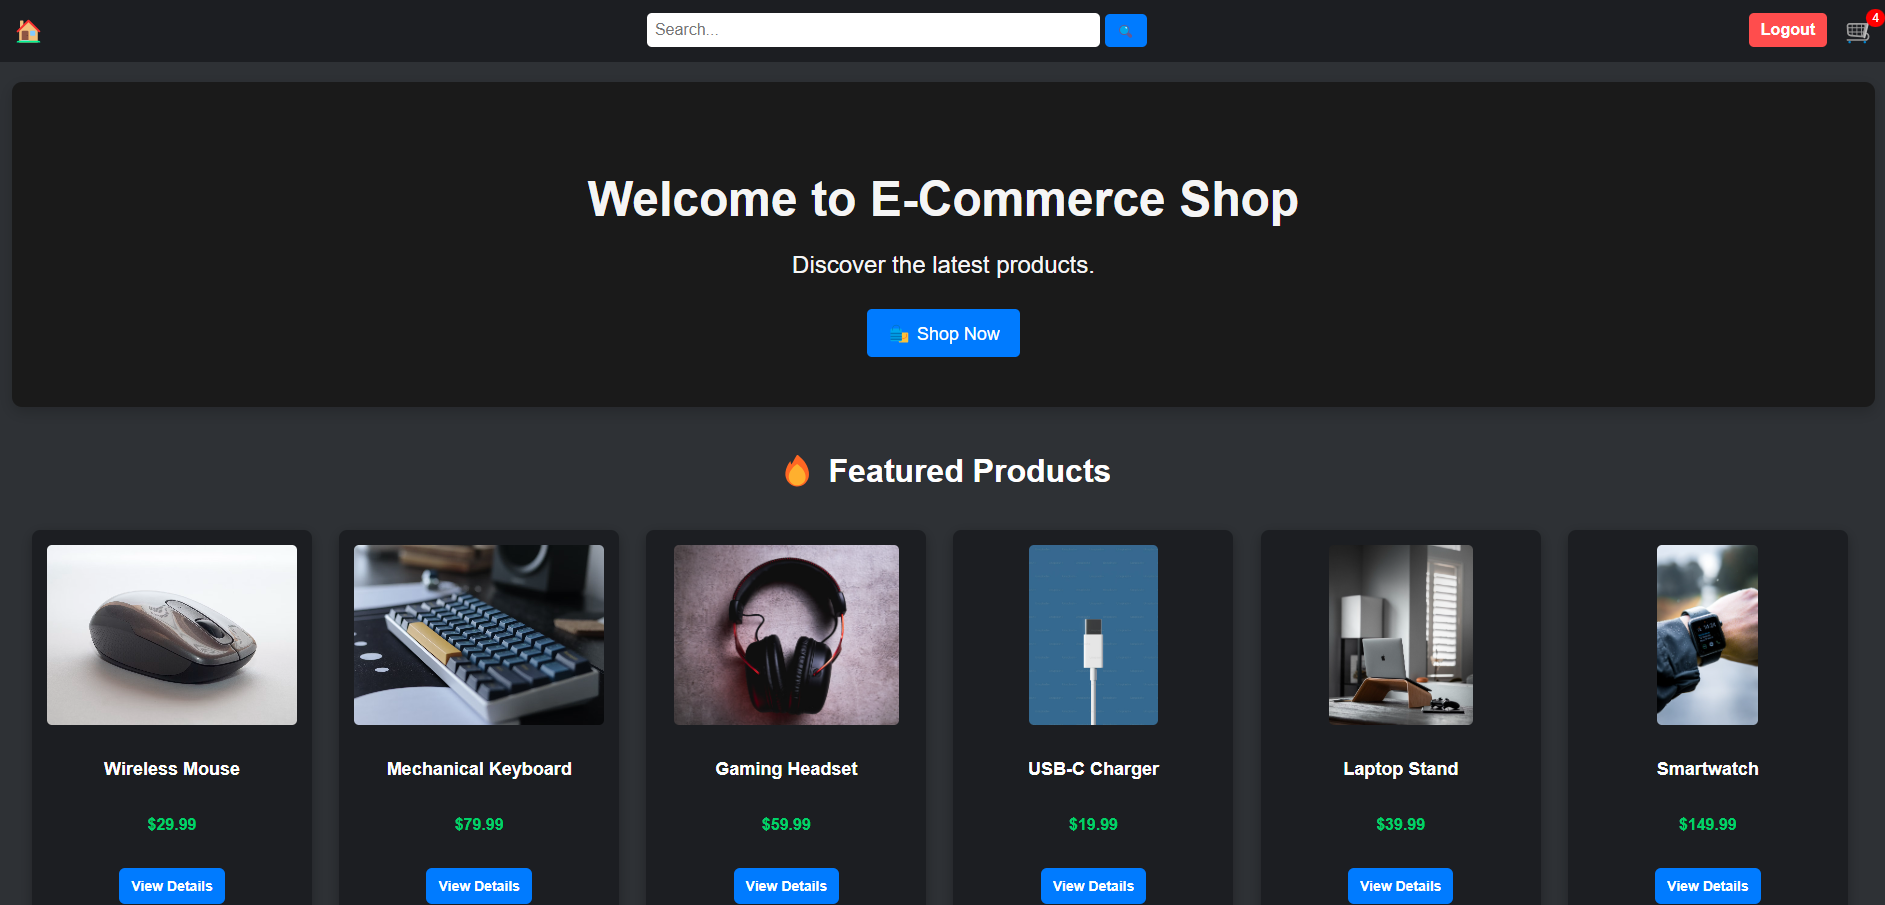 Search...
Logout
4
Welcome to E-Commerce Shop
Discover the latest products.
Shop Now
Featured Products
Wireless Mouse
$29.99
View Details
Mechanical Keyboard
$79.99
View Details
Gaming Headset
$59.99
View Details
USB-C Charger
$19.99
View Details
Laptop Stand
$39.99
View Details
Smartwatch
$149.99
View Details